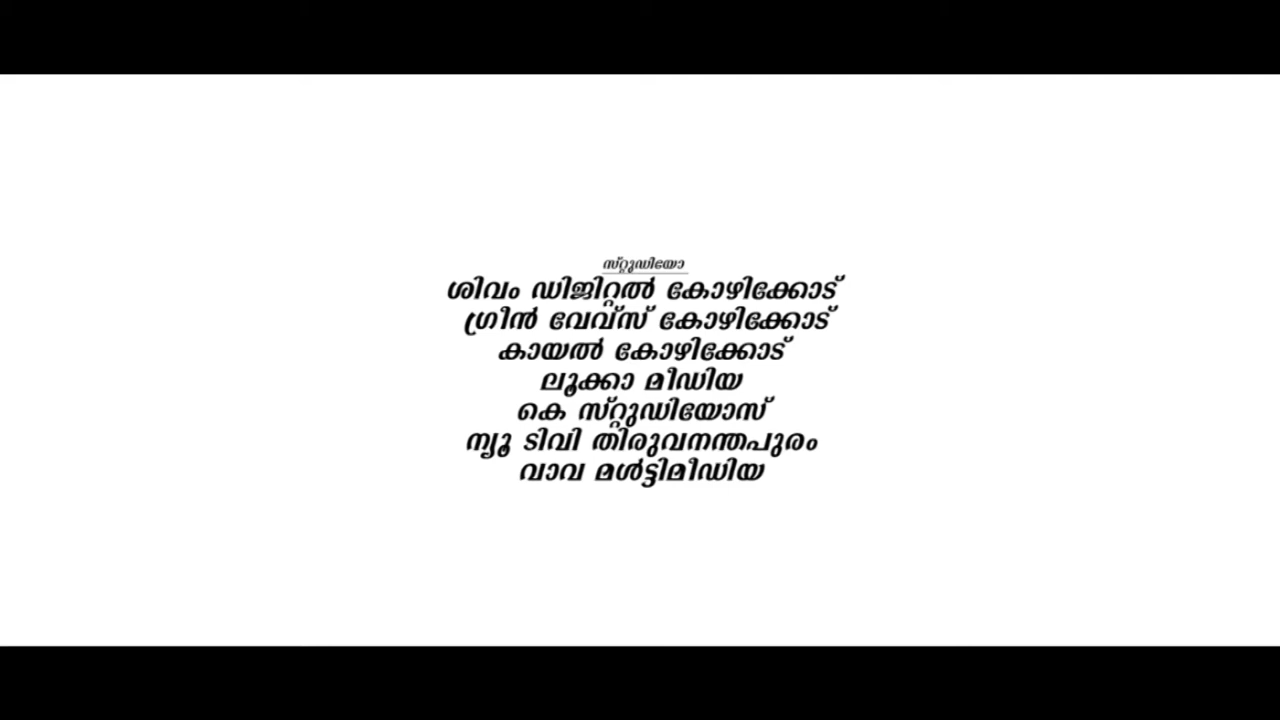 സ്റ്റുഡിയോ
ശിവം ഡിജിറ്റൽ കോഴിക്കോട്
ഗ്രീൻ വേവ്സ് കോഴിക്കോട്
കായൽ കോഴിക്കോട്
ലൂക്കാ മീഡിയ
കെ സ്റ്റുഡിയോസ്
ന്യൂ ടിവി തിരുവനന്തപുരം
വാവ മൾട്ടിമീഡിയ